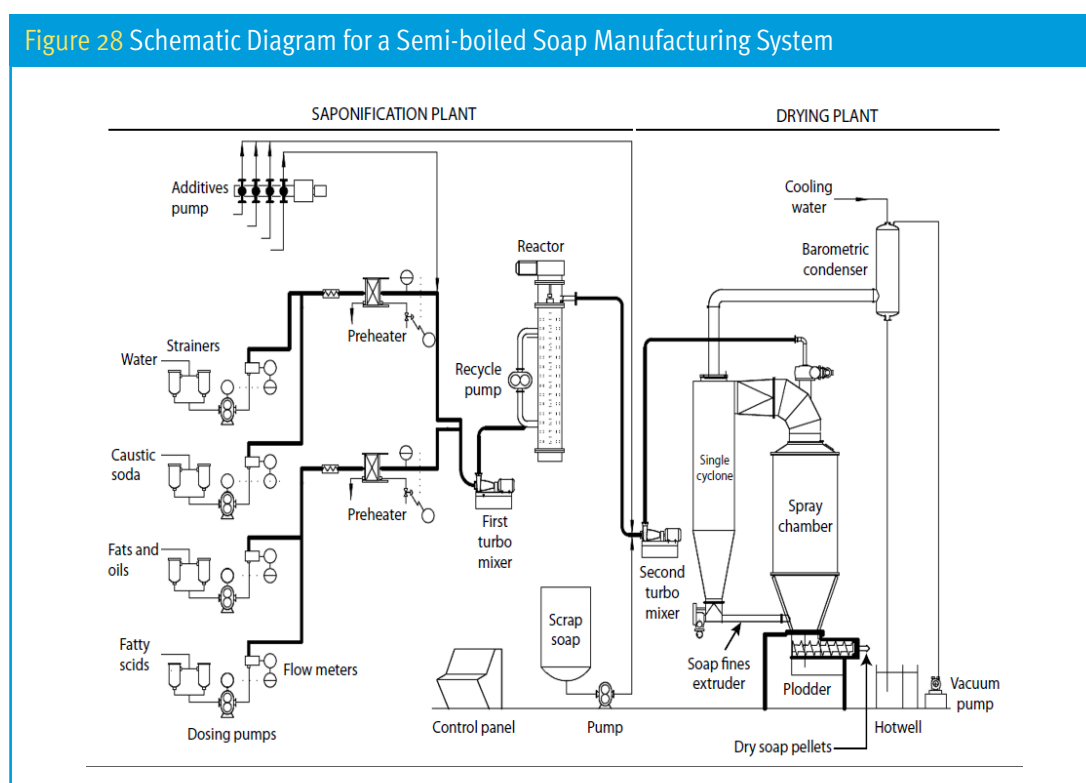 Figure 28 Schematic Diagram for a Semi-boiled Soap Manufacturing System
SAPONIFICATION PLANT
DRYING PLANT
Additives
pump
Cooling
water
Barometric
condenser
Reactor
Preheater
Strainers
Water
Recycle
pump
Caustic
soda
Single
cyclone
Spray
chamber
Preheater
First
turbo
mixer
Fats and
oils
Second
turbo
mixer
Scrap
soap
Fatty
scids
Flow meters
Soap fines
extruder
Plodder
Vacuum
pump
Dosing pumps
Control panel
Pump
Hotwell
Dry soap pellets